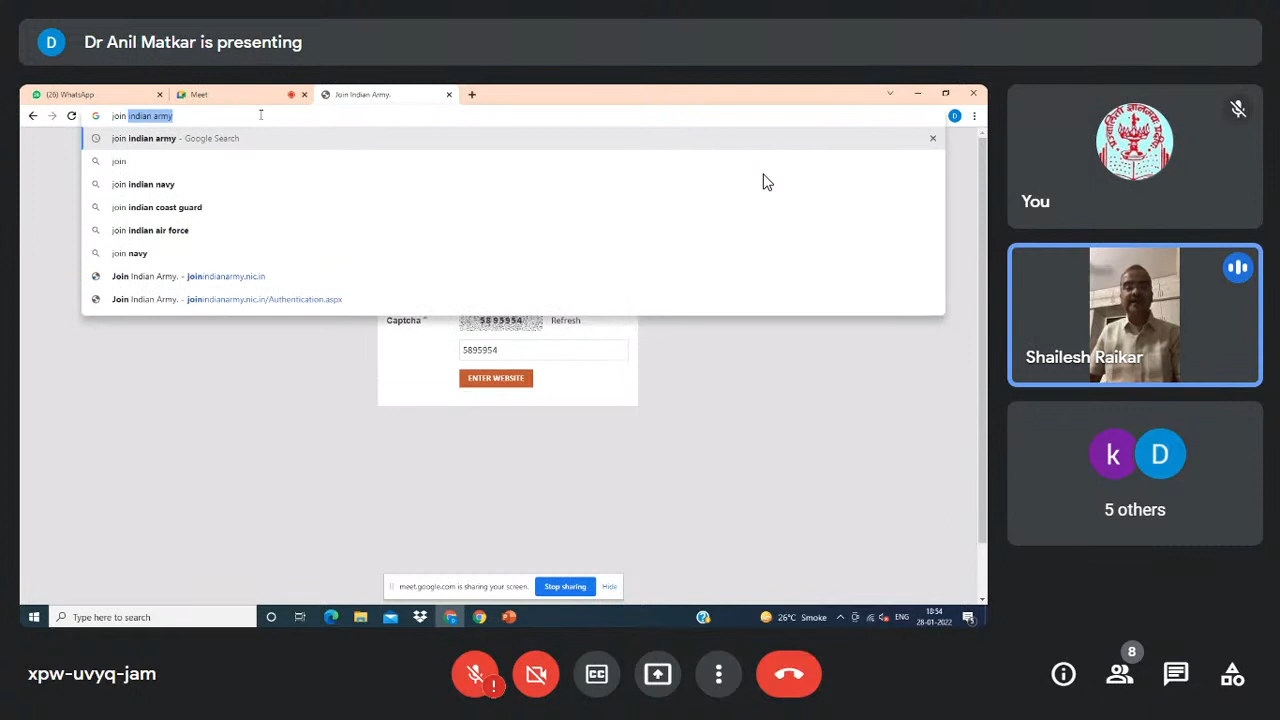 D Dr Anil Matkar is presenting
(26) WhatsApp
Meet
Join Indian Army.
join indian army
D
join indian army - Google Search
join
join indian navy
join indian coast guard
join indian air force
join navy
Join Indian Army. - joinindianarmy.nic.in
Join Indian Army. - joinindianarmy.nic.in/Authentication.aspx
Captcha *
5895954
Refresh
5895954
ENTER WEBSITE
meet.google.com is sharing your screen.
Stop sharing
Hide
Type here to search
26°C Smoke
ENG
18:54
28-01-2022
You
Shailesh Raikar
k D
5 others
xpw-uvyq-jam
CC
8